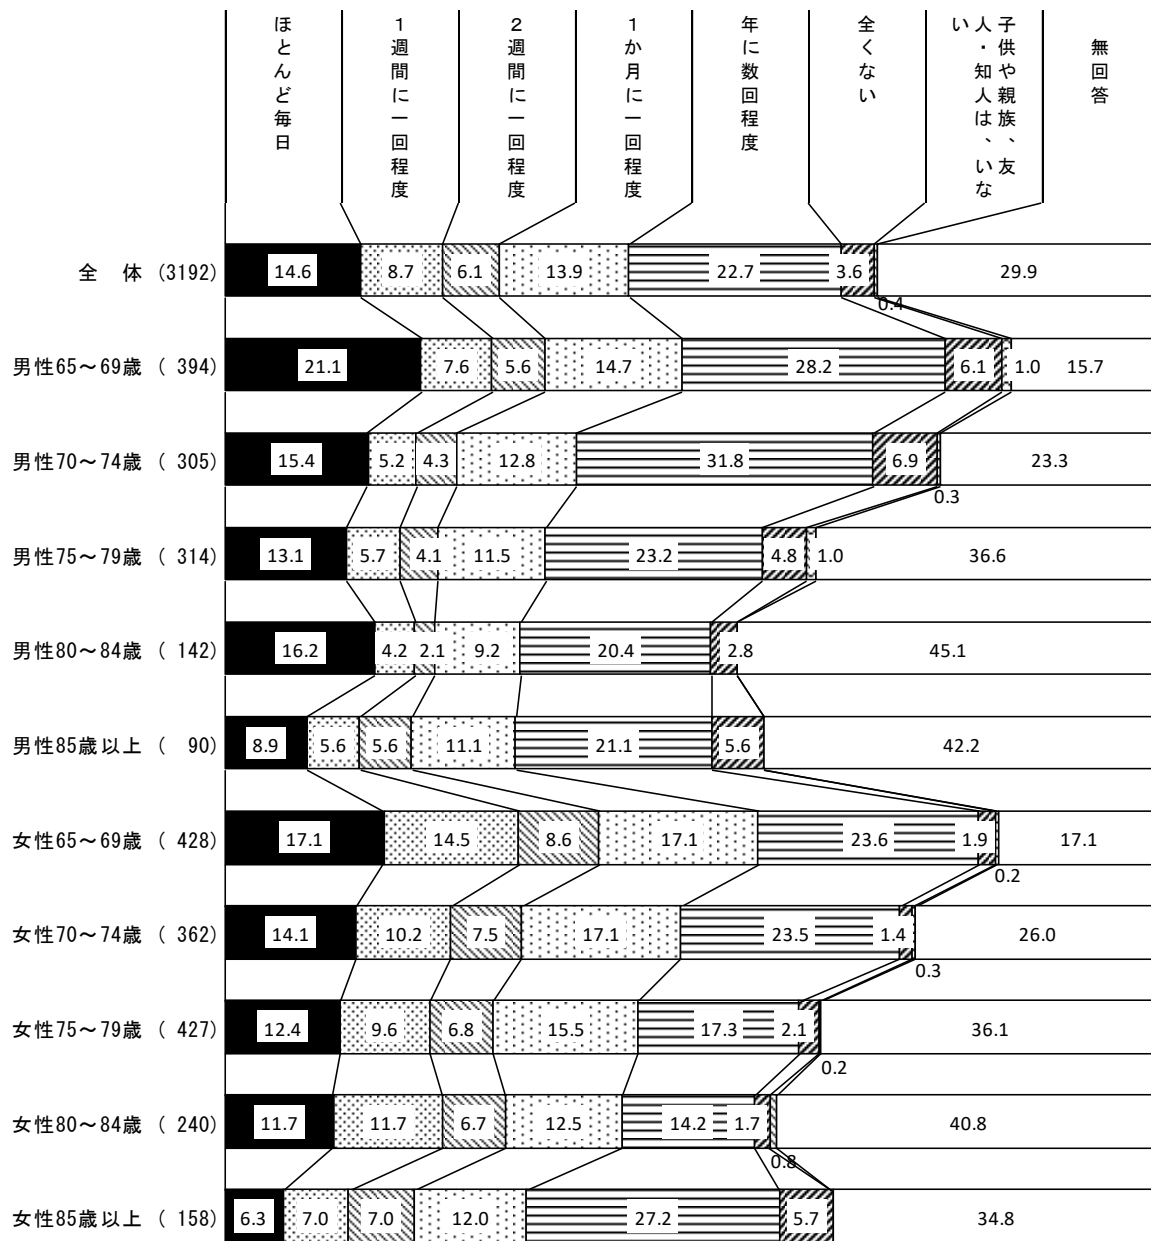 ほとんど毎日
１週間に一回程度
２週間に一回程度
１か月に一回程度
年に数回程度
全くない
子供や親族、友
人・知人は、いな
い
無回答
全　体 (3192) 14.6 8.7 6.1 13.9 22.7 3.6 29.9
0.4
男性65～69歳 ( 394) 21.1 7.6 5.6 14.7 28.2 6.1 1.0 15.7
男性70～74歳 ( 305) 15.4 5.2 4.3 12.8 31.8 6.9 23.3
0.3
男性75～79歳 ( 314) 13.1 5.7 4.1 11.5 23.2 4.8 1.0 36.6
男性80～84歳 ( 142) 16.2 4.2 2.1 9.2 20.4 2.8 45.1
男性85歳以上 ( 90) 8.9 5.6 5.6 11.1 21.1 5.6 42.2
女性65～69歳 ( 428) 17.1 14.5 8.6 17.1 23.6 1.9 17.1
0.2
女性70～74歳 ( 362) 14.1 10.2 7.5 17.1 23.5 1.4 26.0
0.3
女性75～79歳 ( 427) 12.4 9.6 6.8 15.5 17.3 2.1 36.1
0.2
女性80～84歳 ( 240) 11.7 11.7 6.7 12.5 14.2 1.7 40.8
0.8
女性85歳以上 ( 158) 6.3 7.0 7.0 12.0 27.2 5.7 34.8